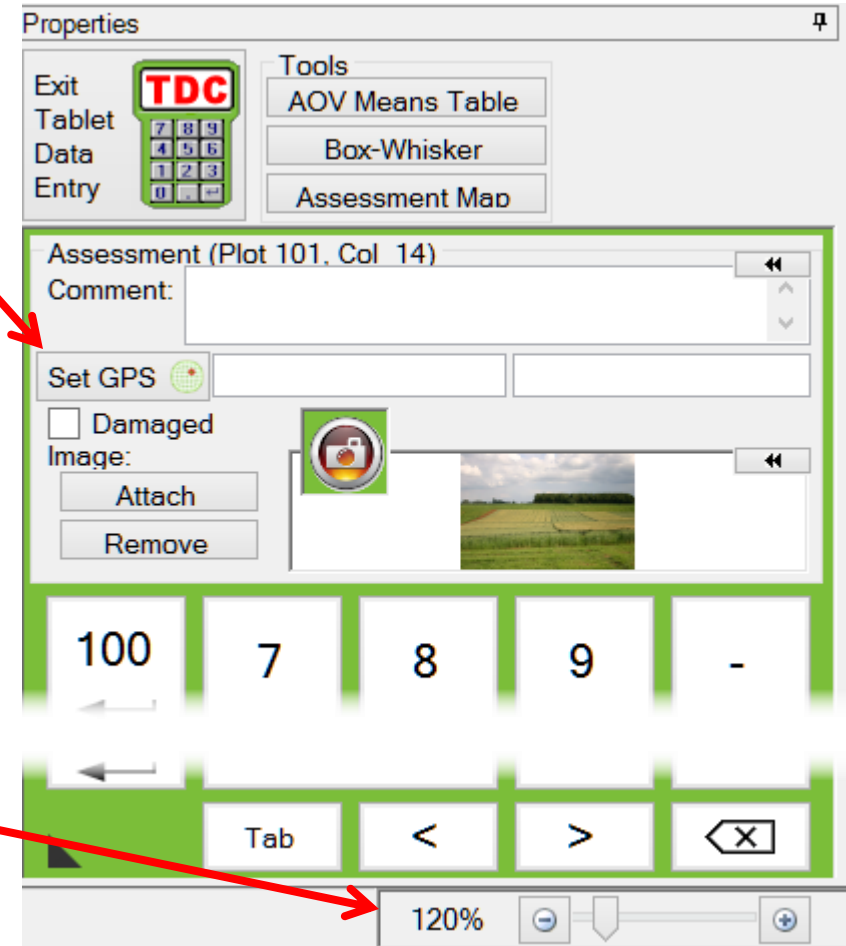 Properties
Exit
Tablet
Data
Entry
TDC
7 8 9
4 5 6
1 2 3
0 . ↵
Tools
AOV Means Table
Box-Whisker
Assessment Map
Assessment (Plot 101, Col 14)
Comment:
Set GPS
Damaged
Image:
Attach
Remove
100 7 8 9 -
Tab < >
120%